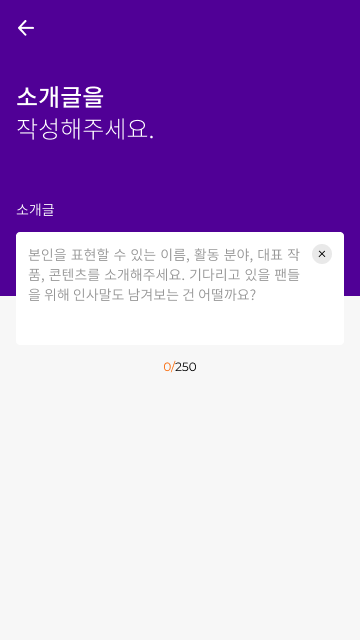 소개글을
작성해주세요.
소개글
본인을 표현할 수 있는 이름, 활동 분야, 대표 작
품, 콘텐츠를 소개해주세요. 기다리고 있을 팬들
을 위해 인사말도 남겨보는 건 어떨까요?
0/250